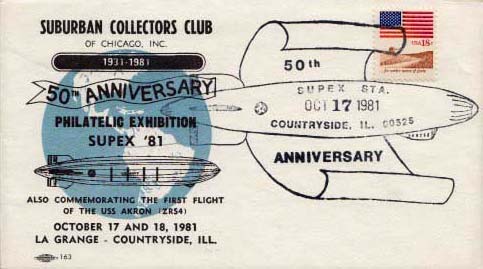 SUBURBAN COLLECTORS CLUB
OF CHICAGO, INC.
1931-1981
50TH ANNIVERSARY
PHILATELIC EXHIBITION
SUPEX '81
ALSO COMMEMORATING THE FIRST FLIGHT
OF THE USS AKRON (ZRS4)
OCTOBER 17 AND 18, 1981
LA GRANGE - COUNTRYSIDE, ILL.
163
50th
SUPEX STA.
OCT 17 1981
COUNTRYSIDE, IL. 60525
ANNIVERSARY
USA 18c